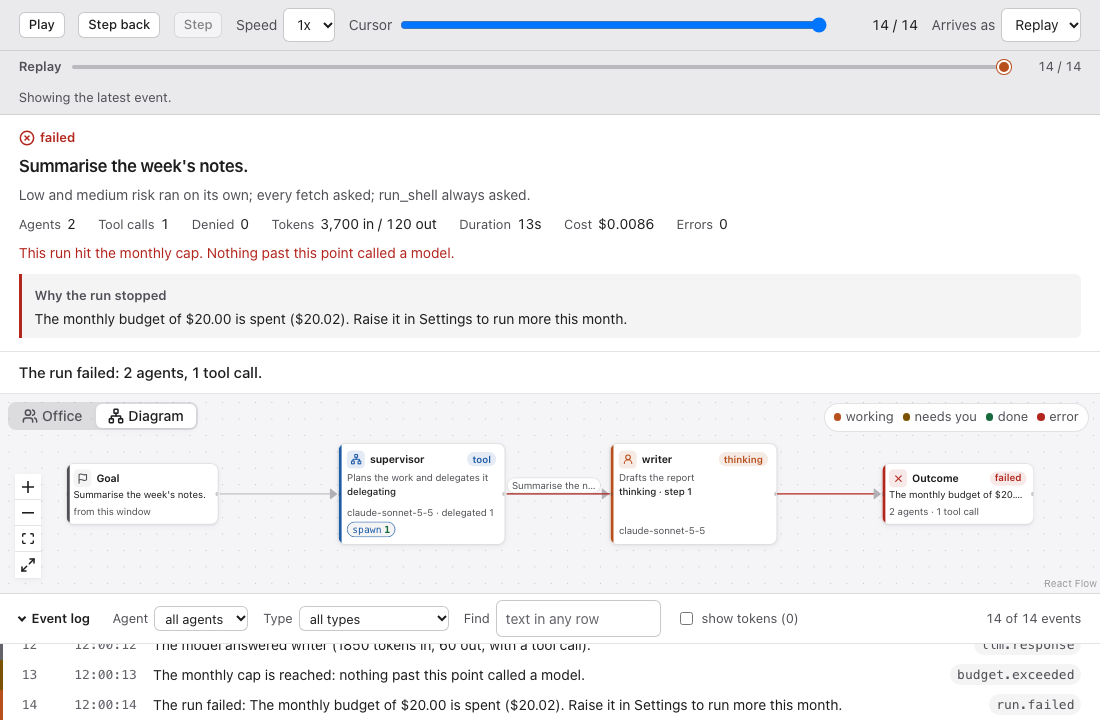 Play Step back Step Speed 1x Cursor 14 / 14 Arrives as Replay
Replay 14 / 14
Showing the latest event.
failed
Summarise the week's notes.
Low and medium risk ran on its own; every fetch asked; run_shell always asked.
Agents 2 Tool calls 1 Denied 0 Tokens 3,700 in / 120 out Duration 13s Cost $0.0086 Errors 0
This run hit the monthly cap. Nothing past this point called a model.
Why the run stopped
The monthly budget of $20.00 is spent ($20.02). Raise it in Settings to run more this month.
The run failed: 2 agents, 1 tool call.
Office Diagram working needs you done error
Goal
Summarise the week's notes.
from this window
supervisor tool
Plans the work and delegates it
delegating
claude-sonnet-5-5 · delegated 1
spawn 1
Summarise the n...
writer thinking
Drafts the report
thinking · step 1
claude-sonnet-5-5
Outcome failed
The monthly budget of $20....
2 agents · 1 tool call
React Flow
Event log Agent all agents Type all types Find text in any row show tokens (0) 14 of 14 events
12 12:00:12 The model answered writer (1850 tokens in, 60 out, with a tool call). llm.response
13 12:00:13 The monthly cap is reached: nothing past this point called a model. budget.exceeded
14 12:00:14 The run failed: The monthly budget of $20.00 is spent ($20.02). Raise it in Settings to run more this month. run.failed